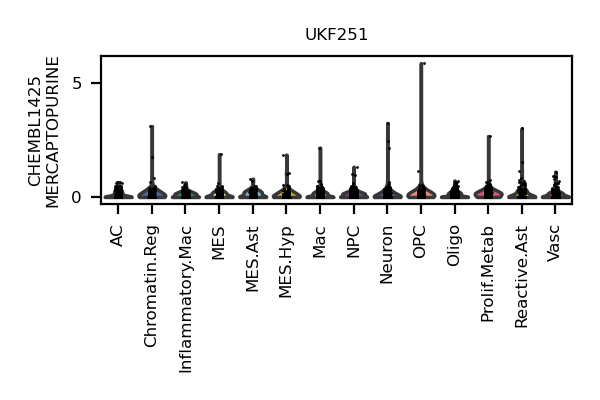 UKF251
CHEMBL1425
MERCAPTOPURINE
5
0
AC
Chromatin.Reg
Inflammatory.Mac
MES
MES.Ast
MES.Hyp
Mac
NPC
Neuron
OPC
Oligo
Prolif.Metab
Reactive.Ast
Vasc